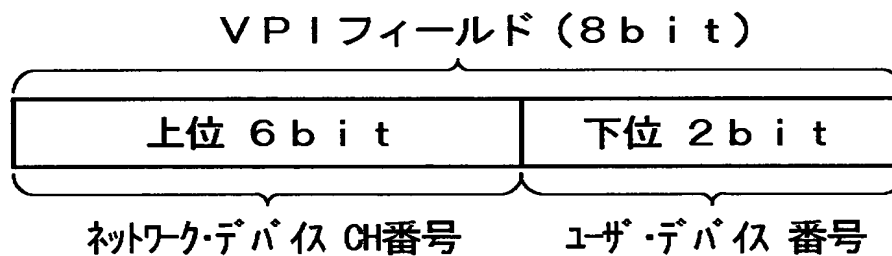 ＶＰＩフィールド（８ｂｉｔ）
上位 ６ｂｉｔ 下位 ２ｂｉｔ
ﾈｯﾄﾜｰｸ･ﾃﾞﾊﾞｲｽ CH番号 ﾕｰｻﾞ･ﾃﾞﾊﾞｲｽ 番号